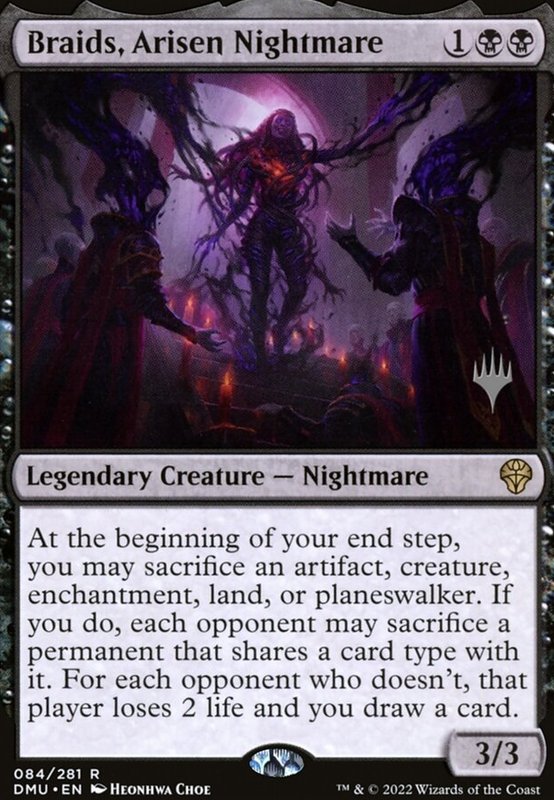 Braids, Arisen Nightmare 1
Legendary Creature — Nightmare
At the beginning of your end step,
you may sacrifice an artifact, creature,
enchantment, land, or planeswalker. If
you do, each opponent may sacrifice a
permanent that shares a card type with
it. For each opponent who doesn't, that
player loses 2 life and you draw a card.
3/3
084/281 R
DMU • EN Heonhwa Choe
™ & © 2022 Wizards of the Coast